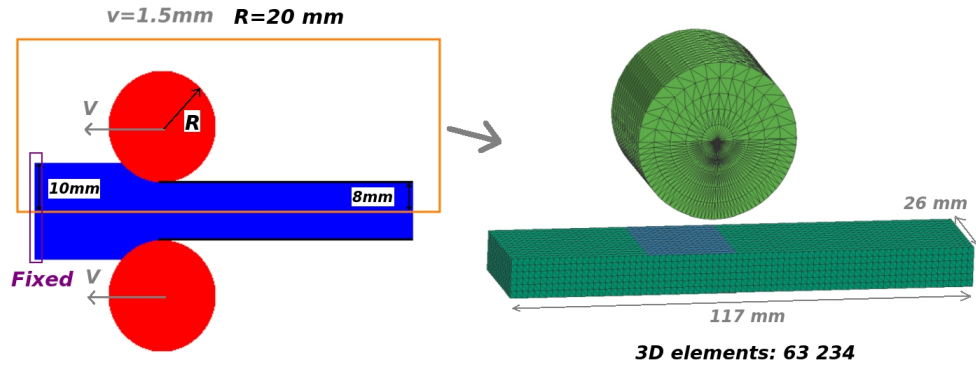 v=1.5mm R=20 mm
V
R
10mm
8mm
Fixed
V
26 mm
117 mm
3D elements: 63 234